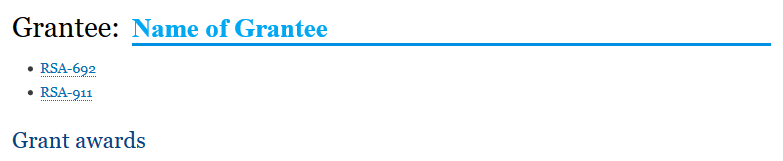 Grantee: Name of Grantee
RSA-692
RSA-911
Grant awards